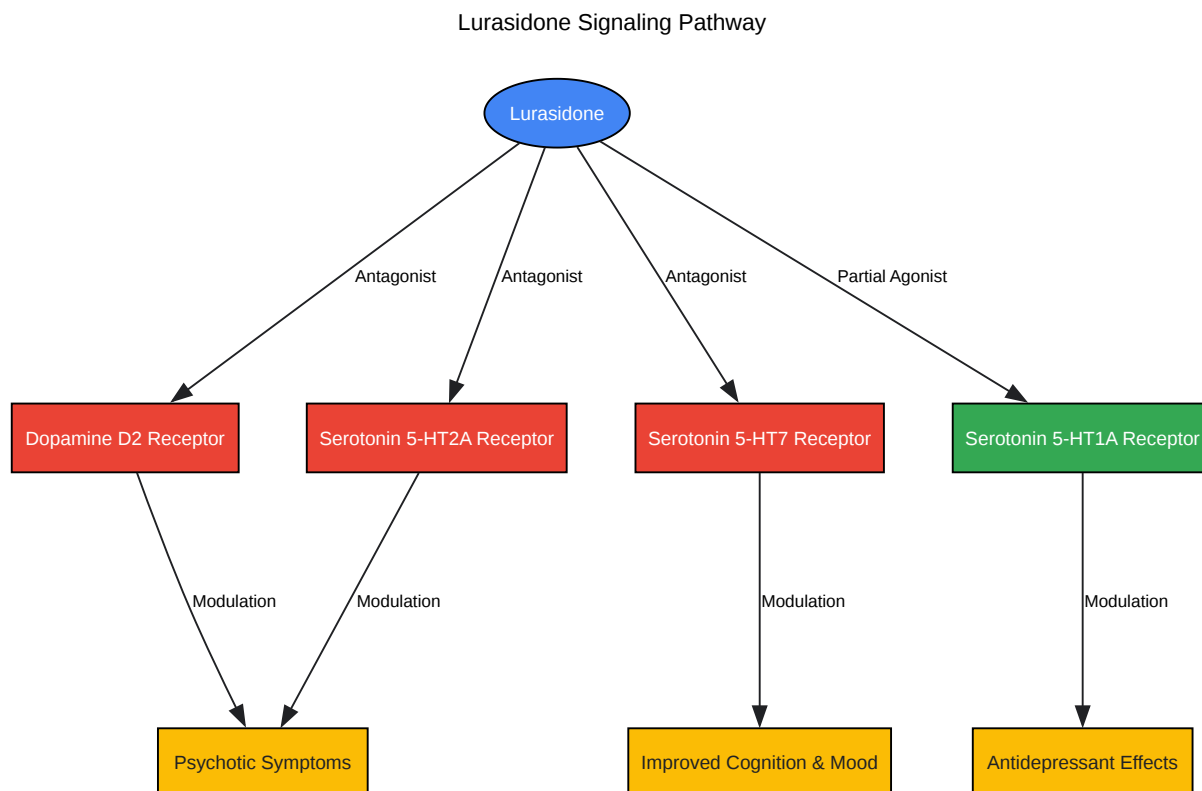 Lurasidone Signaling Pathway
Lurasidone
Antagonist
Antagonist
Antagonist
Partial Agonist
Dopamine D2 Receptor
Serotonin 5-HT2A Receptor
Serotonin 5-HT7 Receptor
Serotonin 5-HT1A Receptor
Modulation
Modulation
Modulation
Modulation
Psychotic Symptoms
Improved Cognition & Mood
Antidepressant Effects